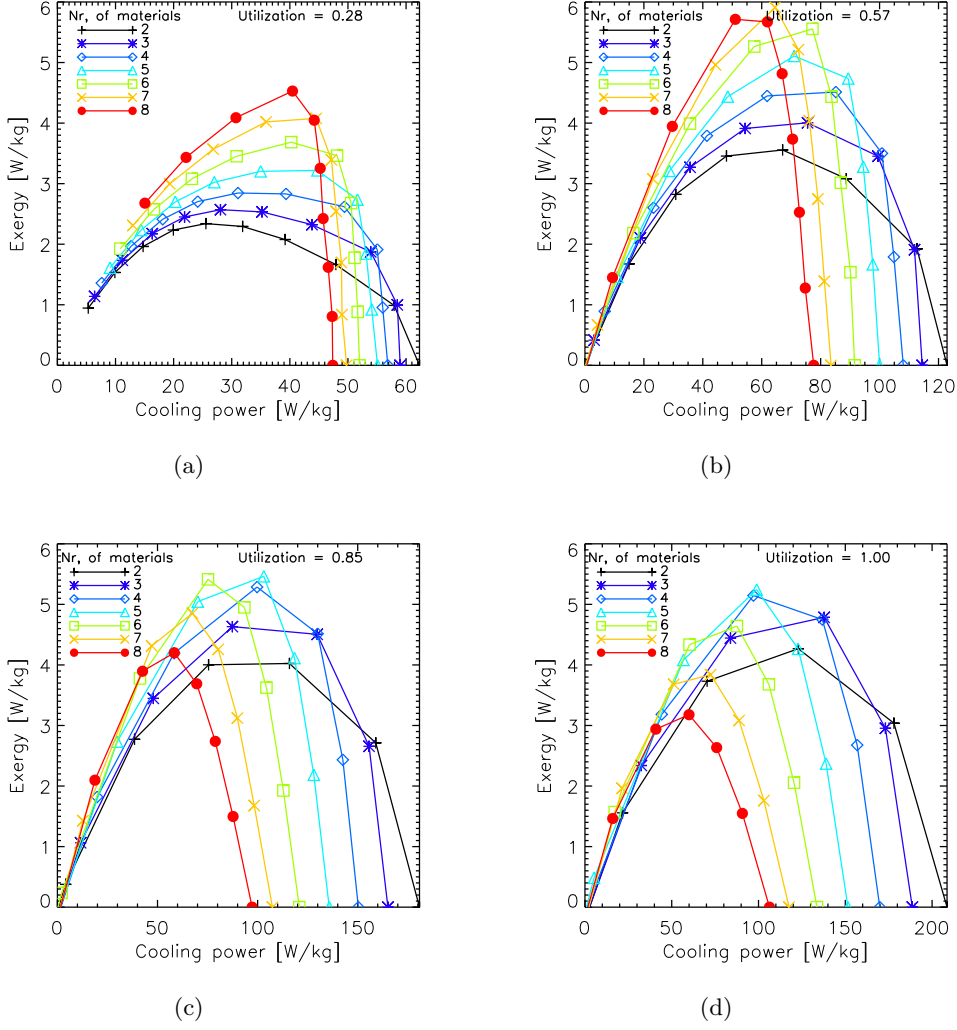 Nr, of materials
Utilization = 0.28
2
3
4
5
6
7
8
Exergy [W/kg]
0
1
2
3
4
5
6
0 10 20 30 40 50 60
Cooling power [W/kg]
(a)
Nr, of materials
Utilization = 0.57
2
3
4
5
6
7
8
Exergy [W/kg]
0
1
2
3
4
5
6
0 20 40 60 80 100 120
Cooling power [W/kg]
(b)
Nr, of materials
Utilization = 0.85
2
3
4
5
6
7
8
Exergy [W/kg]
0
1
2
3
4
5
6
0 50 100 150
Cooling power [W/kg]
(c)
Nr, of materials
Utilization = 1.00
2
3
4
5
6
7
8
Exergy [W/kg]
0
1
2
3
4
5
6
0 50 100 150 200
Cooling power [W/kg]
(d)